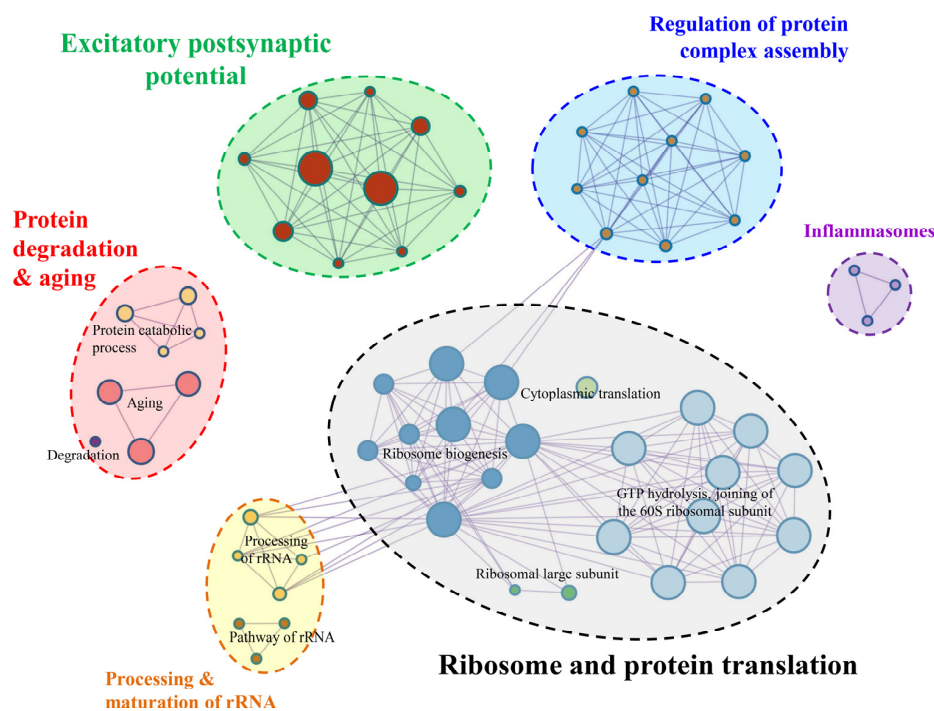 Excitatory postsynaptic
potential
Regulation of protein
complex assembly
Protein
degradation
& aging
Inflammasomes
Protein catabolic
process
Aging
Degradation
Cytoplasmic translation
Ribosome biogenesis
GTP hydrolysis, joining of
the 60S ribosomal subunit
Ribosomal large subunit
Processing
of rRNA
Pathway of rRNA
Ribosome and protein translation
Processing &
maturation of rRNA